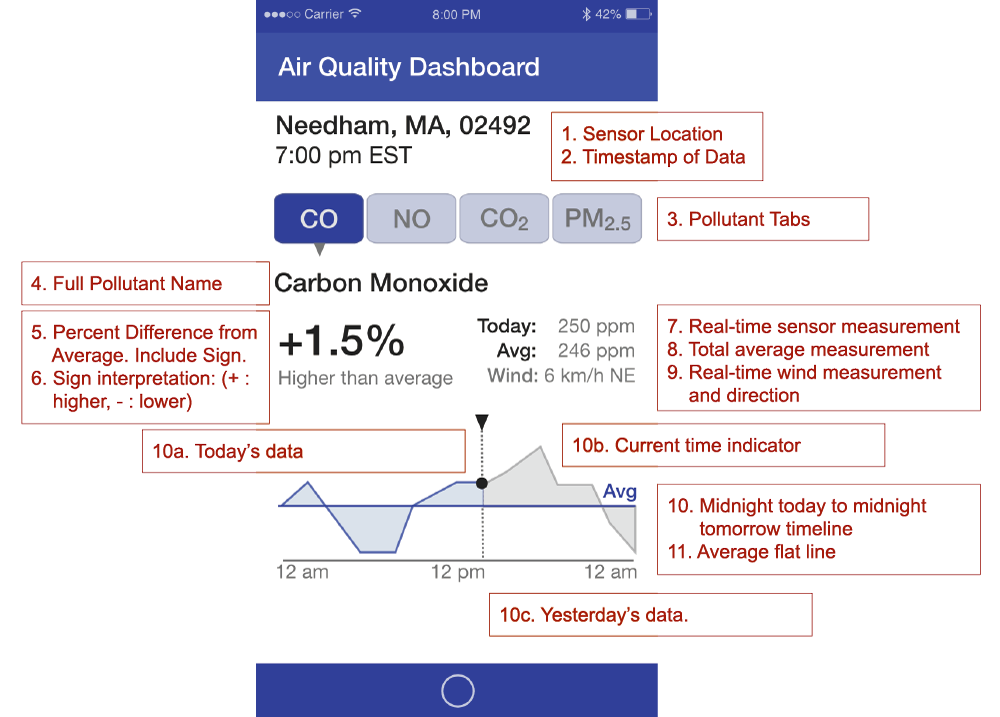 Carrier
8:00 PM
42%
Air Quality Dashboard
Needham, MA, 02492
7:00 pm EST
1. Sensor Location
2. Timestamp of Data
CO
NO
CO₂
PM₂.₅
3. Pollutant Tabs
4. Full Pollutant Name
Carbon Monoxide
5. Percent Difference from
Average. Include Sign.
6. Sign interpretation: (+ :
higher, - : lower)
+1.5%
Higher than average
Today: 250 ppm
Avg: 246 ppm
Wind: 6 km/h NE
7. Real-time sensor measurement
8. Total average measurement
9. Real-time wind measurement
and direction
10a. Today's data
10b. Current time indicator
Avg
10. Midnight today to midnight
tomorrow timeline
11. Average flat line
12 am
12 pm
12 am
10c. Yesterday's data.